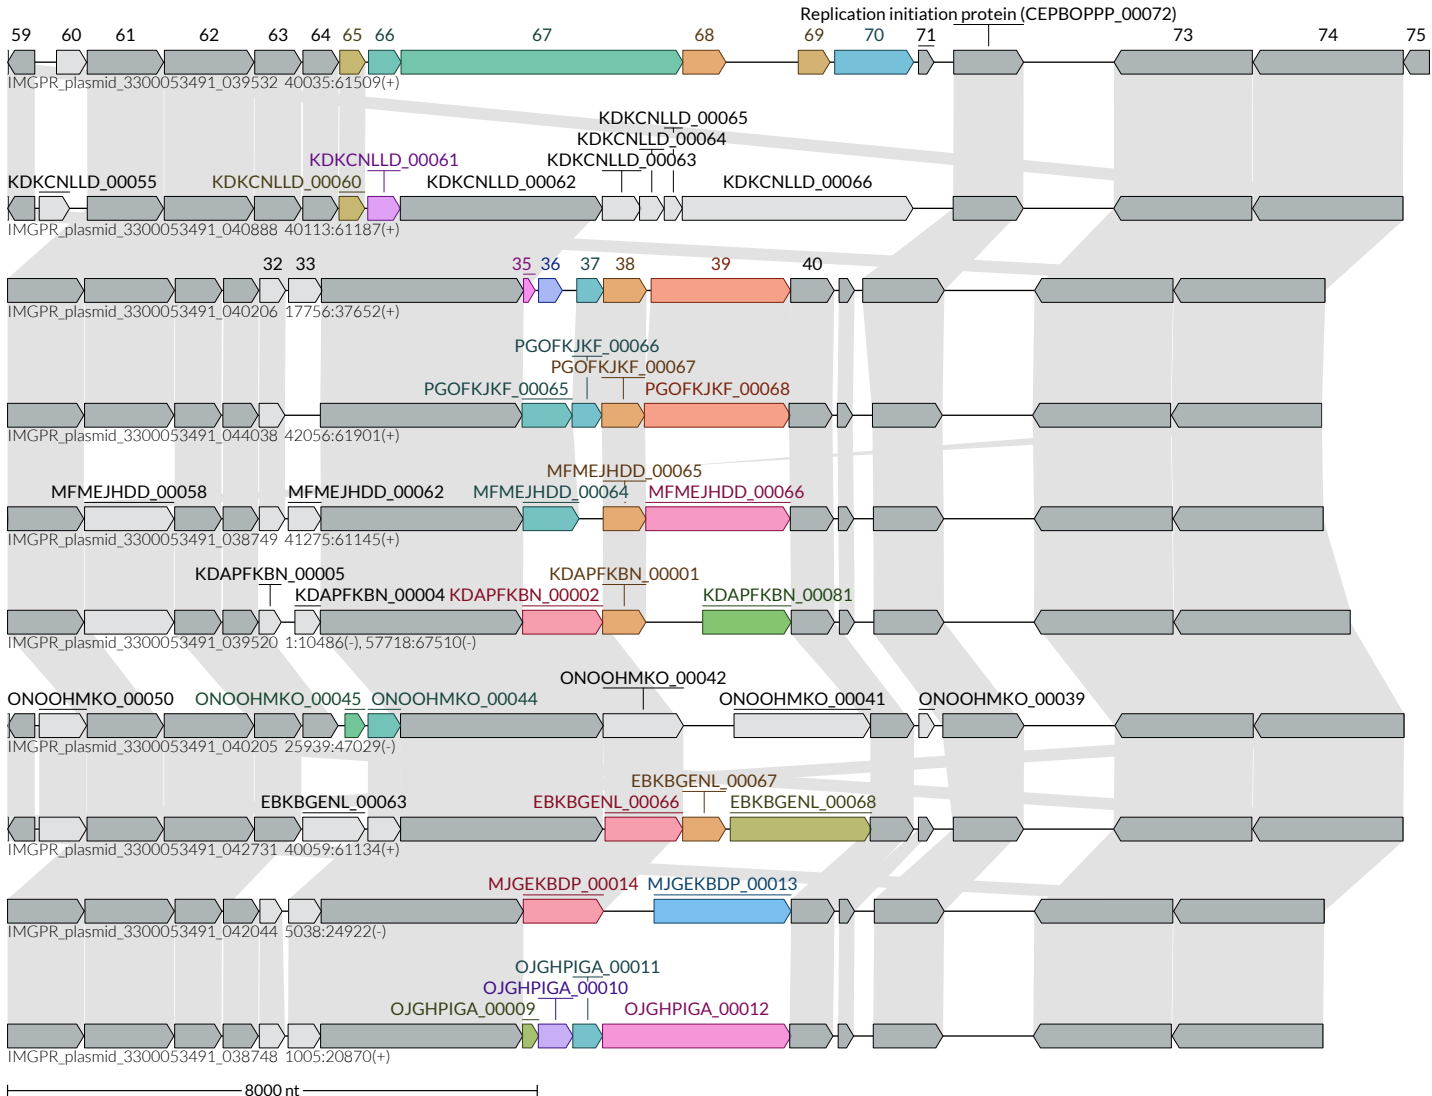 Replication initiation protein (CEPBOPPP_00072)
59 60 61 62 63 64 65 66 67 68 69 70 71 73 74 75
IMGPR_plasmid_3300053491_039532 40035:61509(+)
KDKCNLLD_00065
KDKCNLLD_00064
KDKCNLLD_00061 KDKCNLLD_00063
KDKCNLLD_00055 KDKCNLLD_00060 KDKCNLLD_00062 KDKCNLLD_00066
IMGPR_plasmid_3300053491_040888 40113:61187(+)
32 33 35 36 37 38 39 40
IMGPR_plasmid_3300053491_040206 17756:37652(+)
PGOFKJKF_00066
PGOFKJKF_00067
PGOFKJKF_00065 PGOFKJKF_00068
IMGPR_plasmid_3300053491_044038 42056:61901(+)
MFMEJHDD_00065
MFMEJHDD_00058 MFMEJHDD_00062 MFMEJHDD_00064 MFMEJHDD_00066
IMGPR_plasmid_3300053491_038749 41275:61145(+)
KDAPFKBN_00005 KDAPFKBN_00001
KDAPFKBN_00004 KDAPFKBN_00002 KDAPFKBN_00081
IMGPR_plasmid_3300053491_039520 1:10486(-), 57718:67510(-)
ONOOHMKO_00042
ONOOHMKO_00050 ONOOHMKO_00045 ONOOHMKO_00044 ONOOHMKO_00041 ONOOHMKO_00039
IMGPR_plasmid_3300053491_040205 25939:47029(-)
EBKBGENL_00067
EBKBGENL_00063 EBKBGENL_00066 EBKBGENL_00068
IMGPR_plasmid_3300053491_042731 40059:61134(+)
MJGEKBDP_00014 MJGEKBDP_00013
IMGPR_plasmid_3300053491_042044 5038:24922(-)
OJGHPIGA_00011
OJGHPIGA_00010
OJGHPIGA_00009 OJGHPIGA_00012
IMGPR_plasmid_3300053491_038748 1005:20870(+)
8000 nt